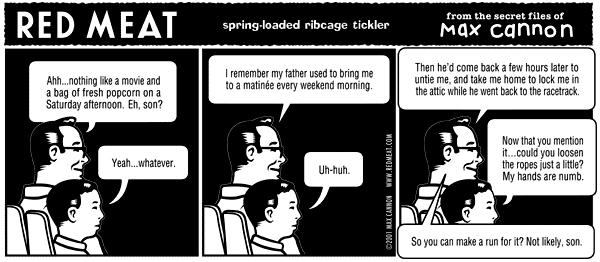 RED MEAT
spring-loaded ribcage tickler
from the secret files of
Max cannon
Ahh...nothing like a movie and
a bag of fresh popcorn on a
Saturday afternoon. Eh, son?
Yeah...whatever.
I remember my father used to bring me
to a matinée every weekend morning.
Uh-huh.
©2001 MAX CANNON WWW.REDMEAT.COM
Then he'd come back a few hours later to
untie me, and take me home to lock me in
the attic while he went back to the racetrack.
Now that you mention
it...could you loosen
the ropes just a little?
My hands are numb.
So you can make a run for it? Not likely, son.